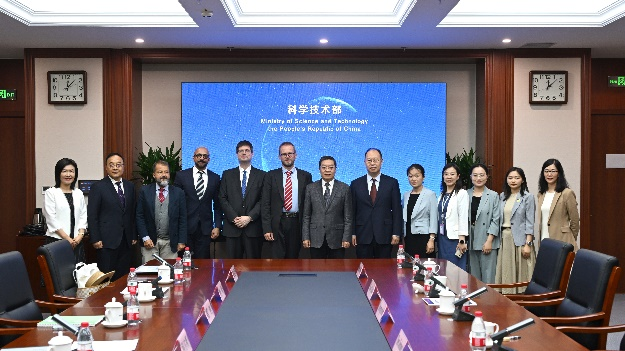 科学技术部
Ministry of Science and Technology
the People's Republic of China